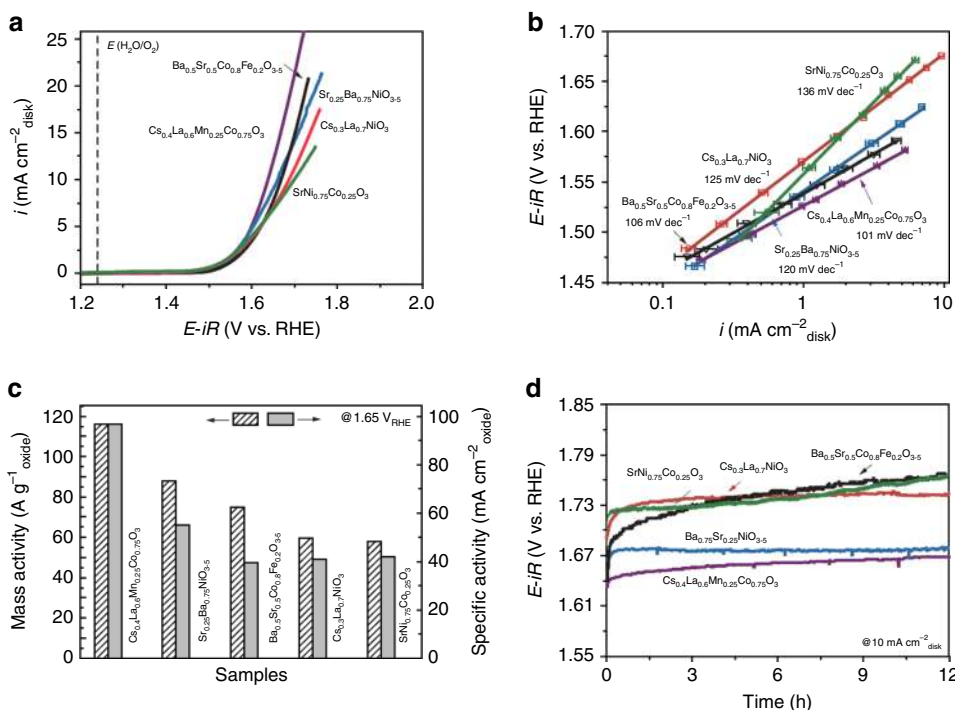 a
E (H2O/O2)
Ba0.5Sr0.5Co0.8Fe0.2O3-5
Sr0.25Ba0.75NiO3-5
Cs0.4La0.6Mn0.25Co0.75O3
Cs0.3La0.7NiO3
SrNi0.75Co0.25O3
i (mA cm−2disk)
25
20
15
10
5
0
1.2
1.4
1.6
1.8
2.0
E-iR (V vs. RHE)
b
E-iR (V vs. RHE)
1.70
1.65
1.60
1.55
1.50
1.45
SrNi0.75Co0.25O3
136 mV dec−1
Cs0.3La0.7NiO3
125 mV dec−1
Ba0.5Sr0.5Co0.8Fe0.2O3-5
106 mV dec−1
Cs0.4La0.6Mn0.25Co0.75O3
101 mV dec−1
Sr0.25Ba0.75NiO3-5
120 mV dec−1
0.1
1
10
i (mA cm−2disk)
c
Mass activity (A g−1oxide)
120
100
80
60
40
20
0
@1.65 VRHE
Cs0.4La0.6Mn0.25Co0.75O3
Sr0.25Ba0.75NiO3-5
Ba0.5Sr0.5Co0.8Fe0.2O3-5
Cs0.3La0.7NiO3
SrNi0.75Co0.25O3
100
80
60
40
20
0
Specific activity (mA cm−2oxide)
Samples
d
E-iR (V vs. RHE)
1.85
1.79
1.73
1.67
1.61
1.55
SrNi0.75Co0.25O3
Cs0.3La0.7NiO3
Ba0.5Sr0.5Co0.8Fe0.2O3-5
Ba0.75Sr0.25NiO3-5
Cs0.4La0.6Mn0.25Co0.75O3
@10 mA cm−2disk
0
3
6
9
12
Time (h)